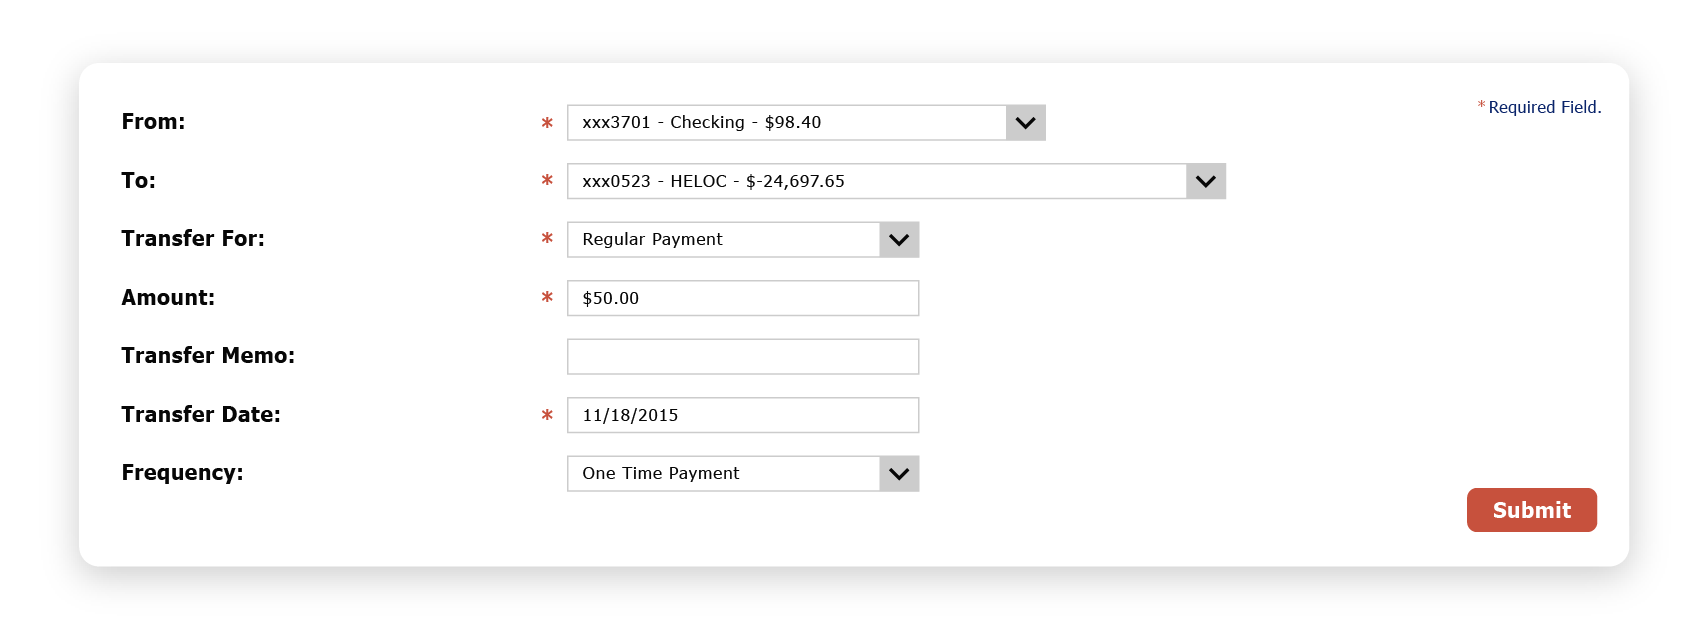 * Required Field.
From: * xxx3701 - Checking - $98.40
To: * xxx0523 - HELOC - $-24,697.65
Transfer For: * Regular Payment
Amount: * $50.00
Transfer Memo:
Transfer Date: * 11/18/2015
Frequency: One Time Payment
Submit